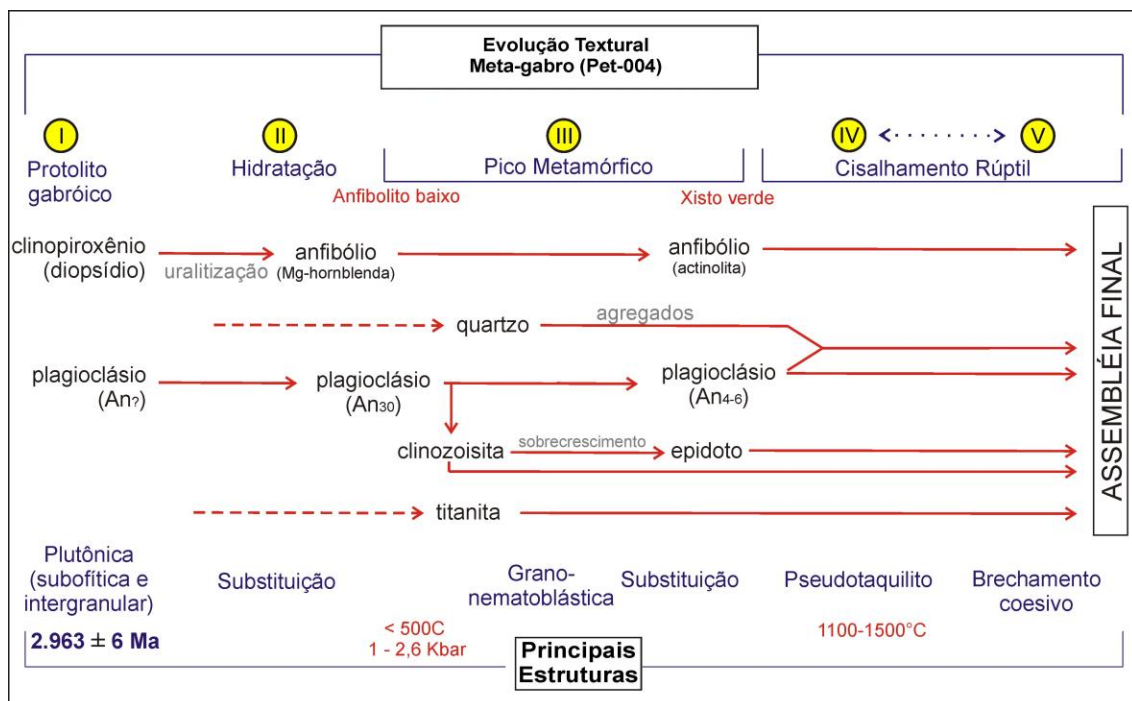 Evolução Textural
Meta-gabro (Pet-004)
I
II
III
IV
V
Protolito
gabróico
Hidratação
Pico Metamórfico
Cisalhamento Rúptil
Anfibolito baixo
Xisto verde
clinopiroxênio
(diopsídio)
uralitização
anfibólio
(Mg-hornblenda)
anfibólio
(actinolita)
quartzo
agregados
plagioclásio
(An?)
plagioclásio
(An30)
plagioclásio
(An4-6)
clinozoisita
sobrecrescimento
epidoto
titanita
ASSEMBLÉIA FINAL
Plutônica
(subofítica e
intergranular)
Substituição
Grano-
nematoblástica
Substituição
Pseudotaquilito
Brechamento
coesivo
2.963 ± 6 Ma
< 500C
1 - 2,6 Kbar
1100-1500°C
Principais
Estruturas